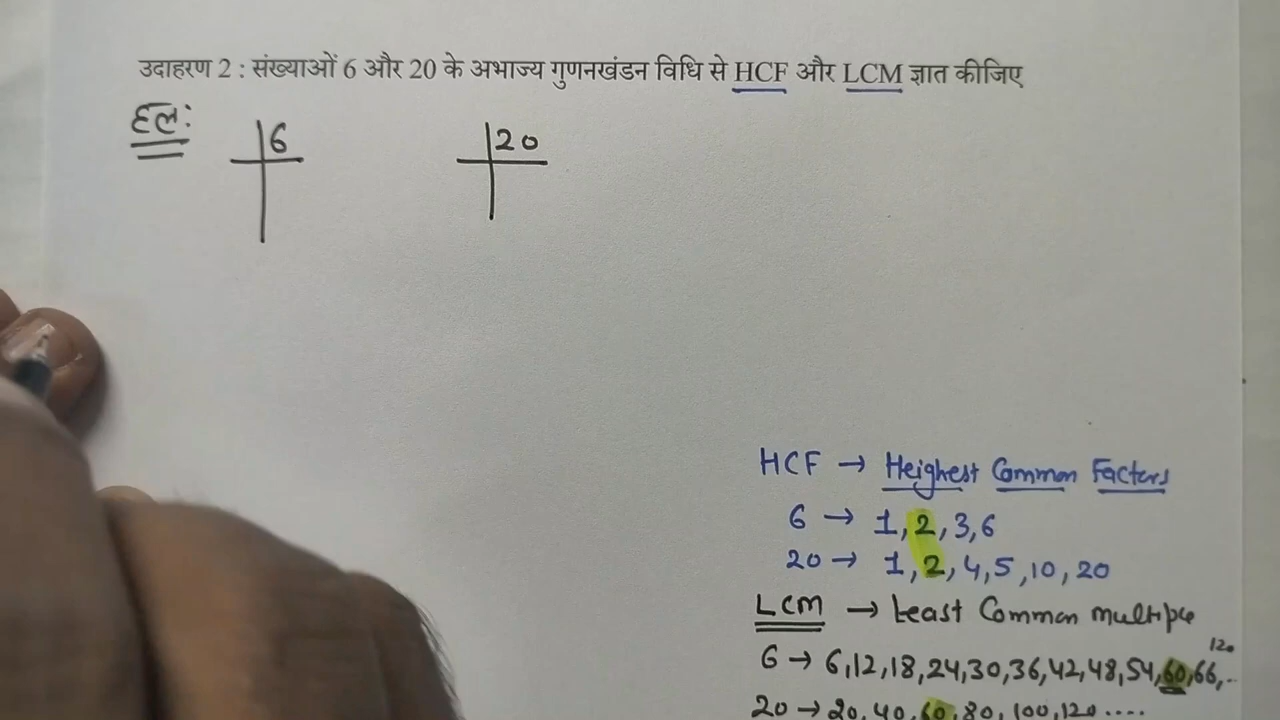 उदाहरण 2 : संख्याओं 6 और 20 के अभाज्य गुणनखंडन विधि से HCF और LCM ज्ञात कीजिए
हल:
6
20
HCF → Heighest Common Factors
6 → 1,2,3,6
20 → 1,2,4,5,10,20
LCM → Least Common multiple
120
6 → 6,12,18,24,30,36,42,48,54,60,66,..
20 → 20,40,60,80,100,120....